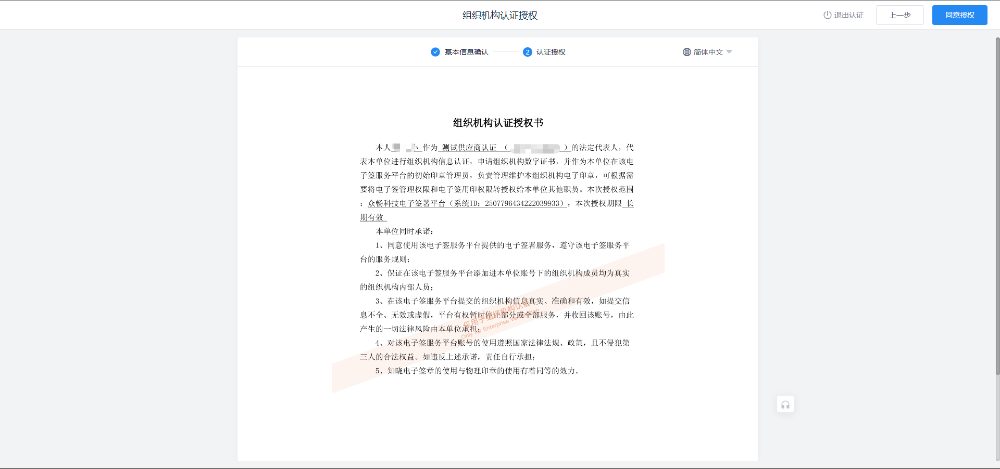 组织机构认证授权
退出认证
上一步
同意授权
基本信息确认
2 认证授权
简体中文
组织机构认证授权书
本人 、作为 测试供应商认证 （ ）的法定代表人，代
表本单位进行组织机构信息认证，申请组织机构数字证书，并作为本单位在该电
子签服务平台的初始印章管理员，负责管理维护本组织机构电子印章，可根据需
要将电子签管理权限和电子签用印权限转授权给本单位其他职员。本次授权范围
：众畅科技电子签署平台（系统ID：2507796434222039933），本次授权期限 长
期有效
本单位同时承诺：
1、同意使用该电子签服务平台提供的电子签署服务，遵守该电子签服务平
台的服务规则；
2、保证在该电子签服务平台添加进本单位账号下的组织机构成员均为真实
的组织机构内部人员；
3、在该电子签服务平台提交的组织机构信息真实、准确和有效，如提交信
息不全、无效或虚假，平台有权暂时停止部分或全部服务，并收回该账号，由此
产生的一切法律风险由本单位承担；
4、对该电子签服务平台账号的使用遵照国家法律法规、政策，且不侵犯第
三人的合法权益。如违反上述承诺，责任自行承担；
5、知晓电子签章的使用与物理印章的使用有着同等的效力。
仅用于组织机构认证
Only for Enterprise Verification